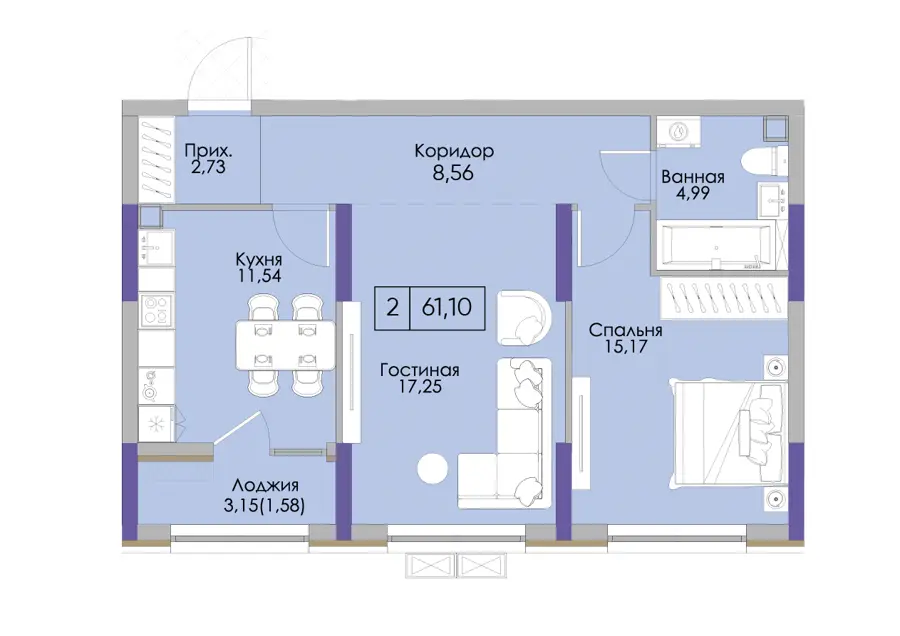 Прих.
2,73
Коридор
8,56
Ванная
4,99
Кухня
11,54
2 61,10
Спальня
15,17
Гостиная
17,25
Лоджия
3,15(1,58)